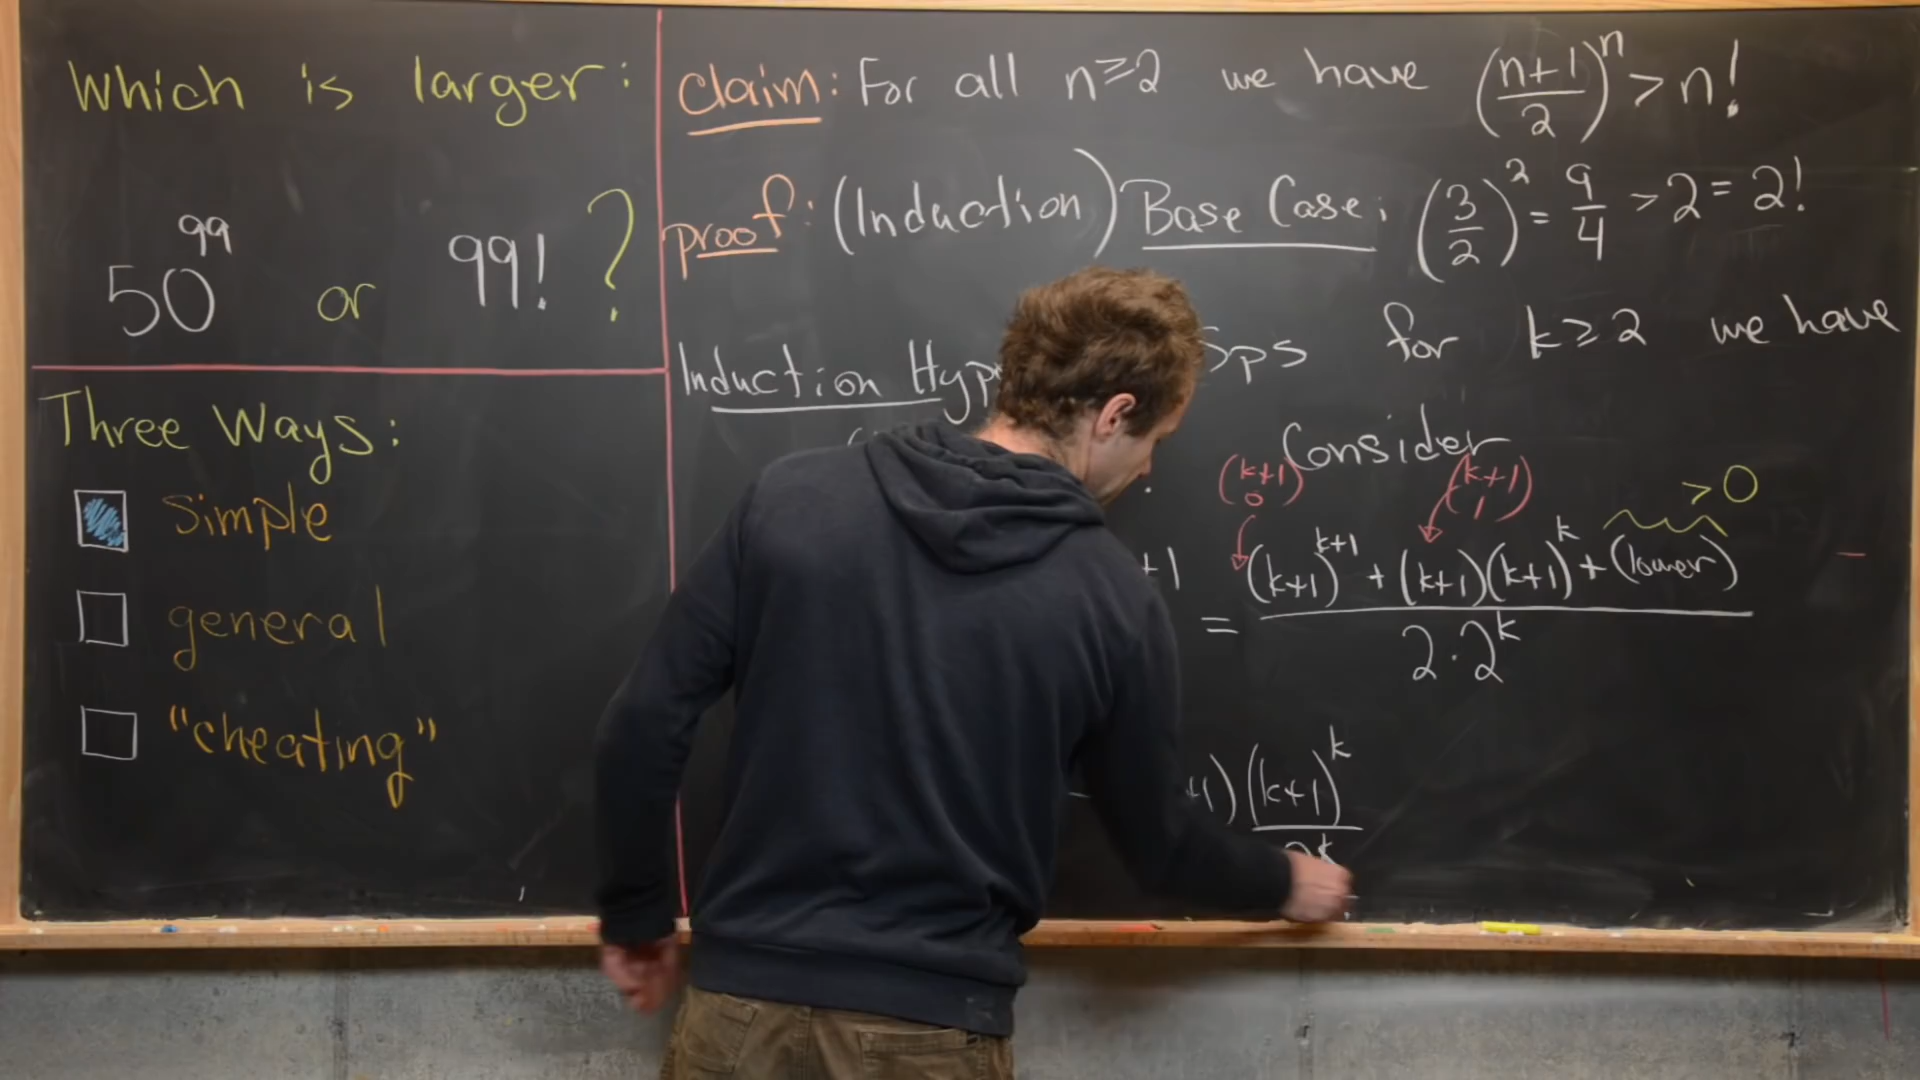 Which is larger:
50^99 or 99! ?
Three Ways:
Simple
general
"cheating"
Claim: For all n≥2 we have ((n+1)/2)^n > n!
proof: (Induction) Base Case: (3/2)^2 = 9/4 > 2 = 2!
Induction Sps for k≥2 we have
Consider
(k+1 0) (k+1 1) >0
+1 = ((k+1)^(k+1) + (k+1)(k+1)^k + (lower))/(2·2^k)
+1)(k+1)^k/2^k